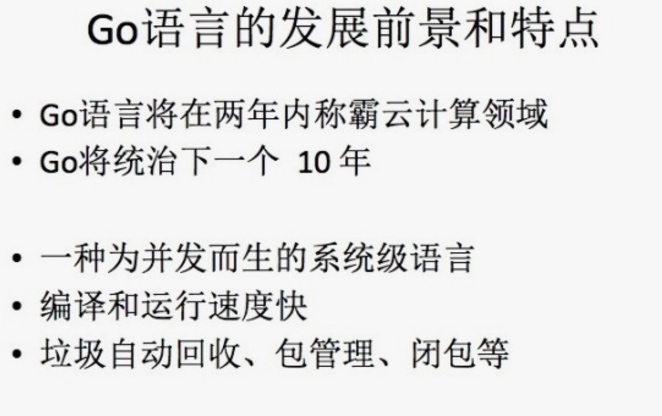 Go语言的发展前景和特点
• Go语言将在两年内称霸云计算领域
• Go将统治下一个 10 年
• 一种为并发而生的系统级语言
• 编译和运行速度快
• 垃圾自动回收、包管理、闭包等